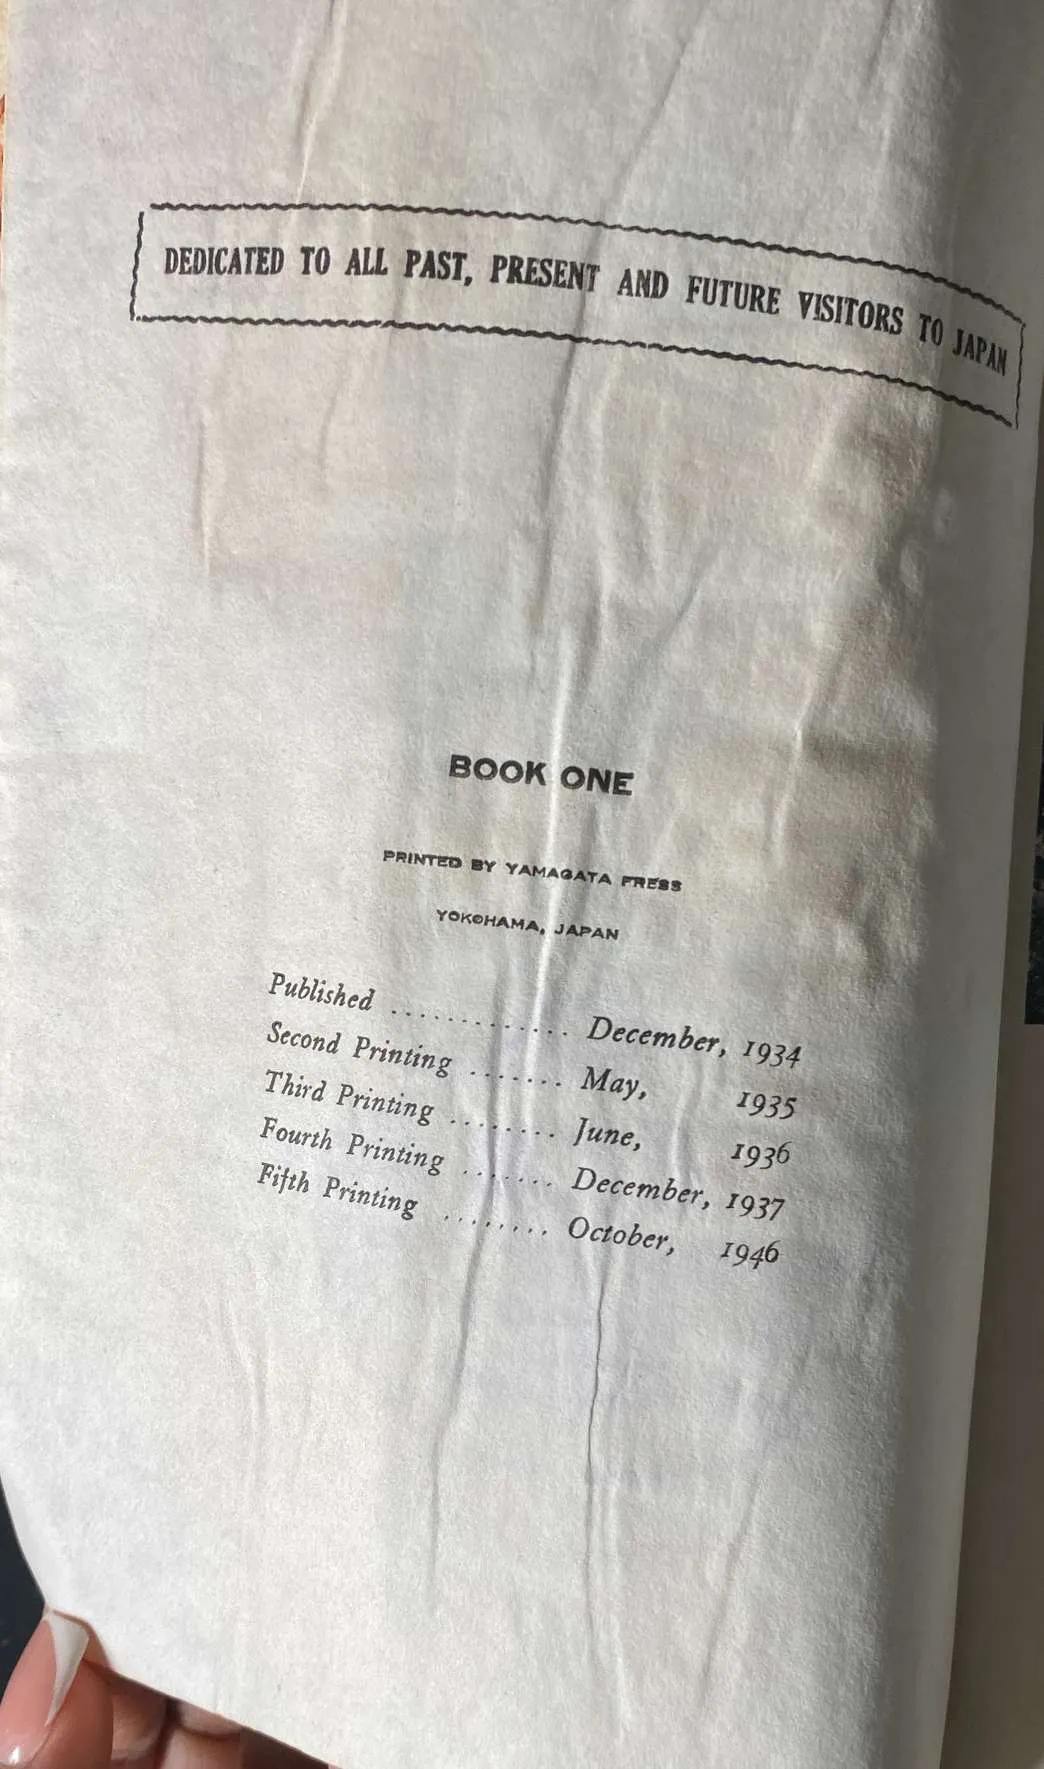 DEDICATED TO ALL PAST, PRESENT AND FUTURE VISITORS TO JAPAN
BOOK ONE
PRINTED BY YAMAGATA PRESS
YOKOHAMA, JAPAN
Published ............. December, 1934
Second Printing ....... May, 1935
Third Printing ........ June, 1936
Fourth Printing ....... December, 1937
Fifth Printing ........ October, 1946